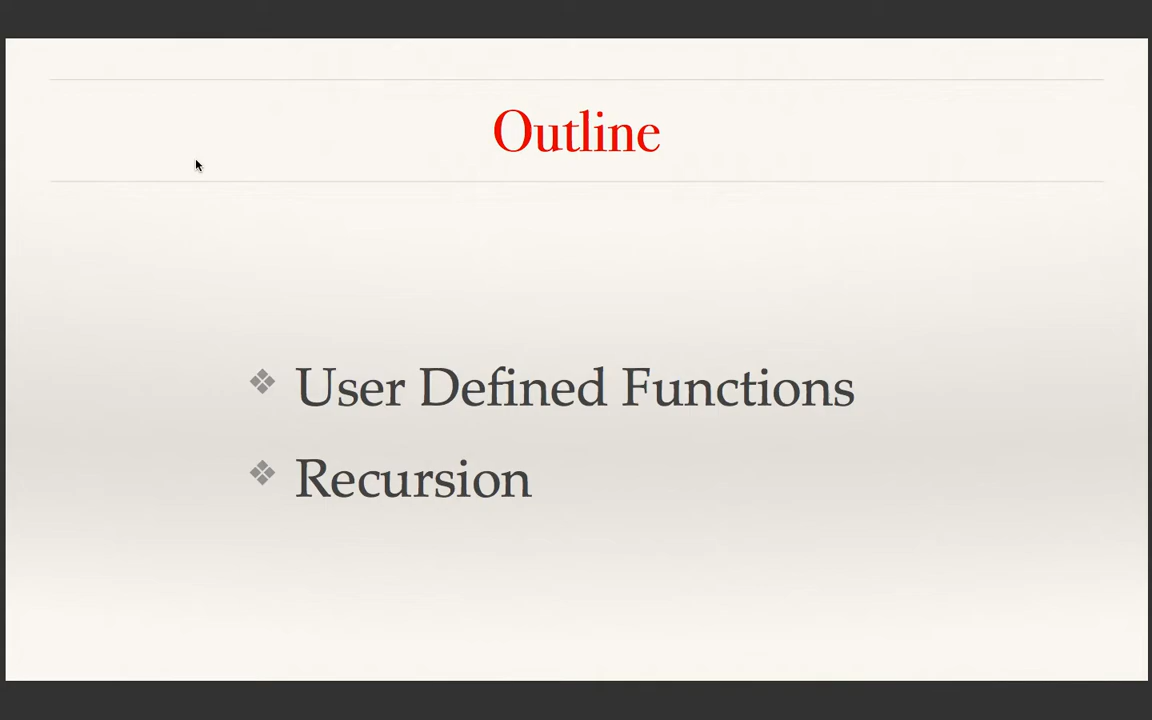 Outline
❖ User Defined Functions
❖ Recursion